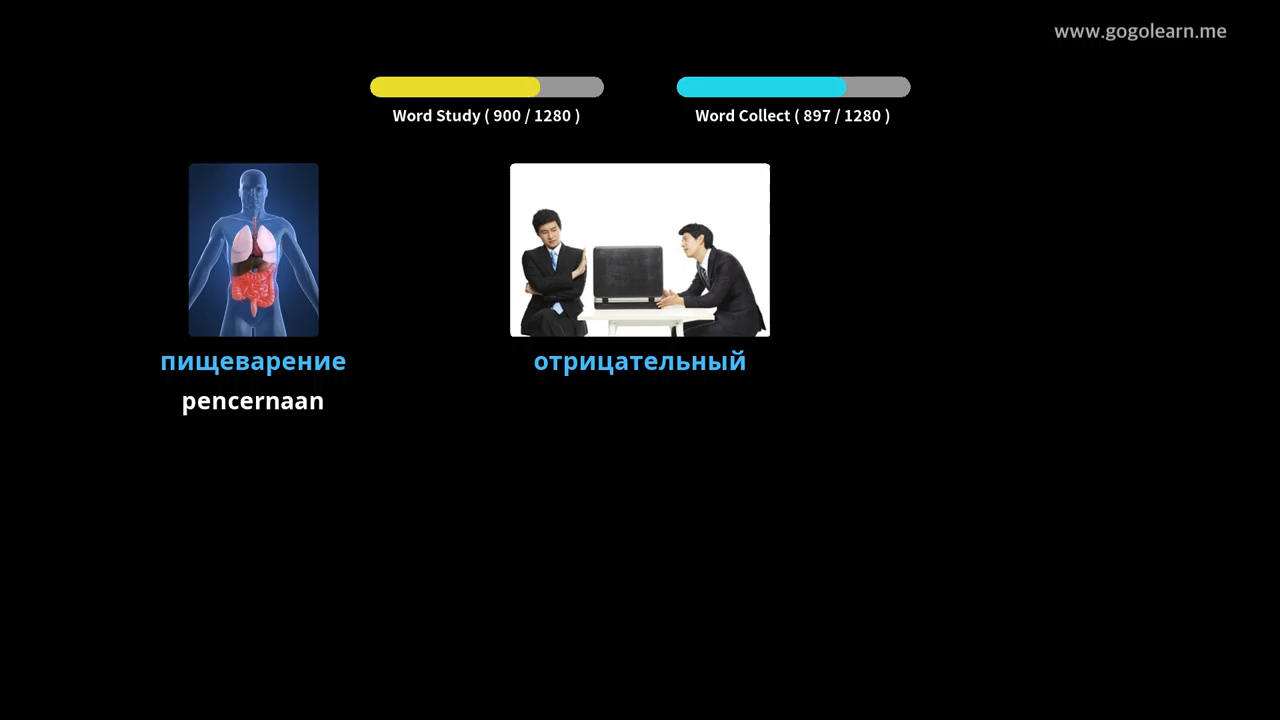 www.gogolearn.me
Word Study ( 900 / 1280 )
Word Collect ( 897 / 1280 )
пищеварение
pencernaan
отрицательный